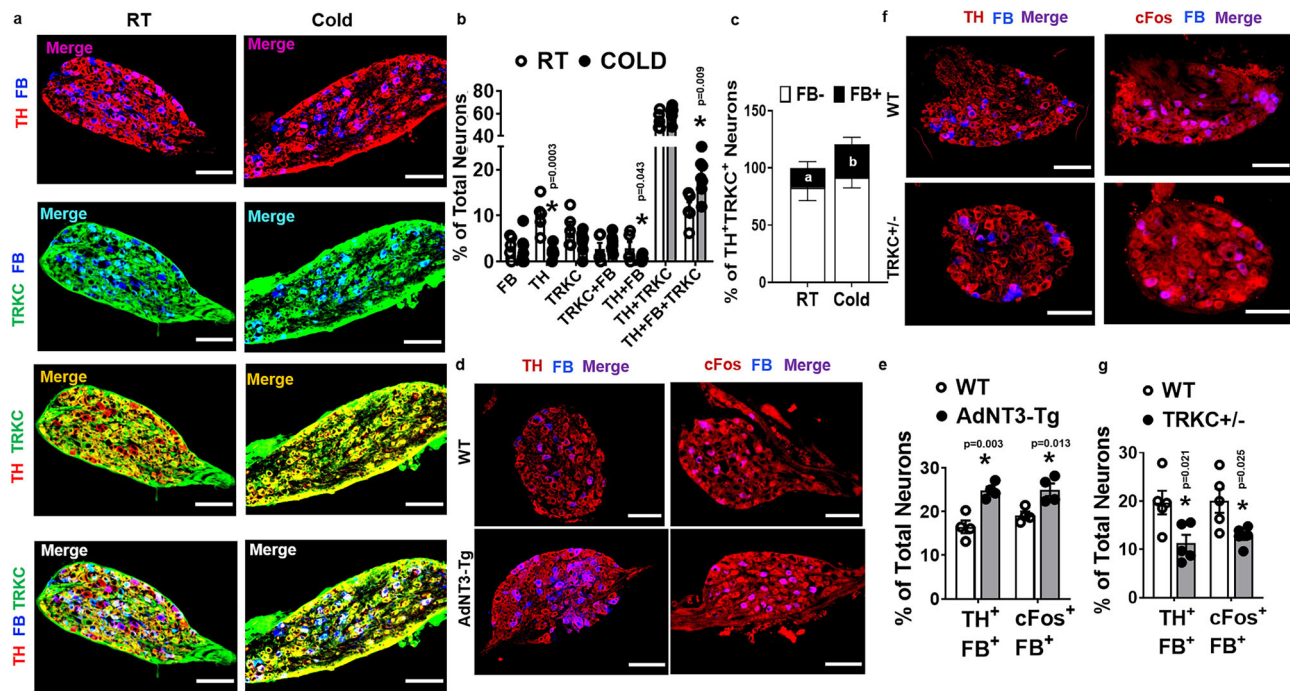 a
RT
Cold
Merge
Merge
TH FB
Merge
Merge
TRKC FB
Merge
Merge
TH TRKC
Merge
Merge
TH FB TRKC
b
RT COLD
% of Total Neurons
80
60
40
20
10
0
p=0.0003
*
p=0.043
*
p=0.009
*
FB
TH
TRKC
TRKC+FB
TH+FB
TH+TRKC
TH+FB+TRKC
c
FB- FB+
% of TH+TRKC+ Neurons
150
100
50
0
a
b
RT Cold
d
TH FB Merge
cFos FB Merge
WT
AdNT3-Tg
e
WT
AdNT3-Tg
% of Total Neurons
30
20
10
0
p=0.003
*
p=0.013
*
TH+ cFos+
FB+ FB+
f
TH FB Merge
cFos FB Merge
WT
TRKC+/-
g
WT
TRKC+/-
% of Total Neurons
30
20
10
0
p=0.021
*
p=0.025
*
TH+ cFos+
FB+ FB+